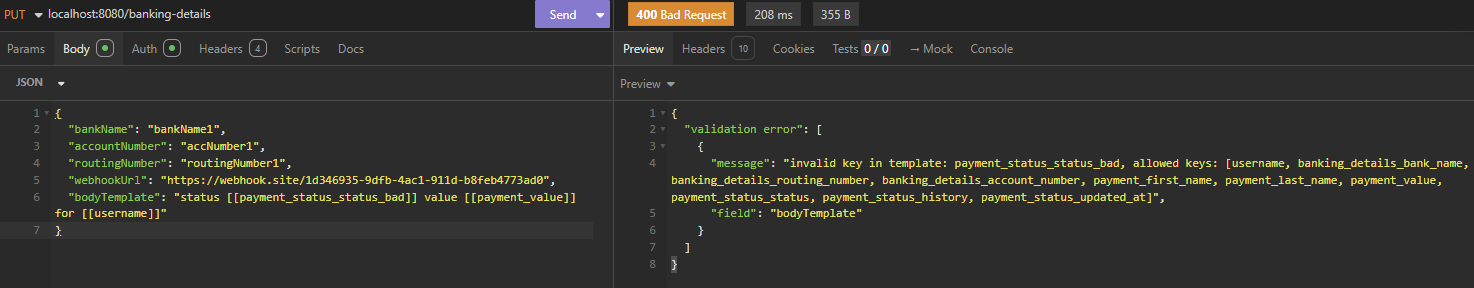 PUT localhost:8080/banking-details Send 400 Bad Request 208 ms 355 B
Params Body Auth Headers 4 Scripts Docs Preview Headers 10 Cookies Tests 0 / 0 → Mock Console
JSON
Preview
1 {
2 "bankName": "bankName1",
3 "accountNumber": "accNumber1",
4 "routingNumber": "routingNumber1",
5 "webhookUrl": "https://webhook.site/1d346935-9dfb-4ac1-911d-b8feb4773ad0",
6 "bodyTemplate": "status [[payment_status_status_bad]] value [[payment_value]]
for [[username]]"
7 }
1 {
2 "validation error": [
3 {
4 "message": "invalid key in template: payment_status_status_bad, allowed keys: [username, banking_details_bank_name,
banking_details_routing_number, banking_details_account_number, payment_first_name, payment_last_name, payment_value,
payment_status_status, payment_status_history, payment_status_updated_at]",
5 "field": "bodyTemplate"
6 }
7 ]
8 }